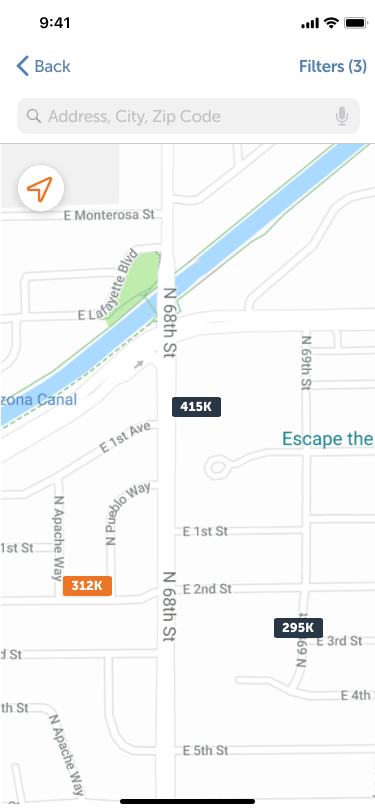 9:41
Back
Filters (3)
Address, City, Zip Code
E Monterosa St
E Lafayette Blvd
N 68th St
N 69th St
zona Canal
415K
E 1st Ave
Escape the
N Pueblo Way
N Apache Way
E 1st St
1st St
312K
E 2nd St
N 68th St
295K
E 3rd St
d St
E 4th
th St
N Apache Way
E 5th St